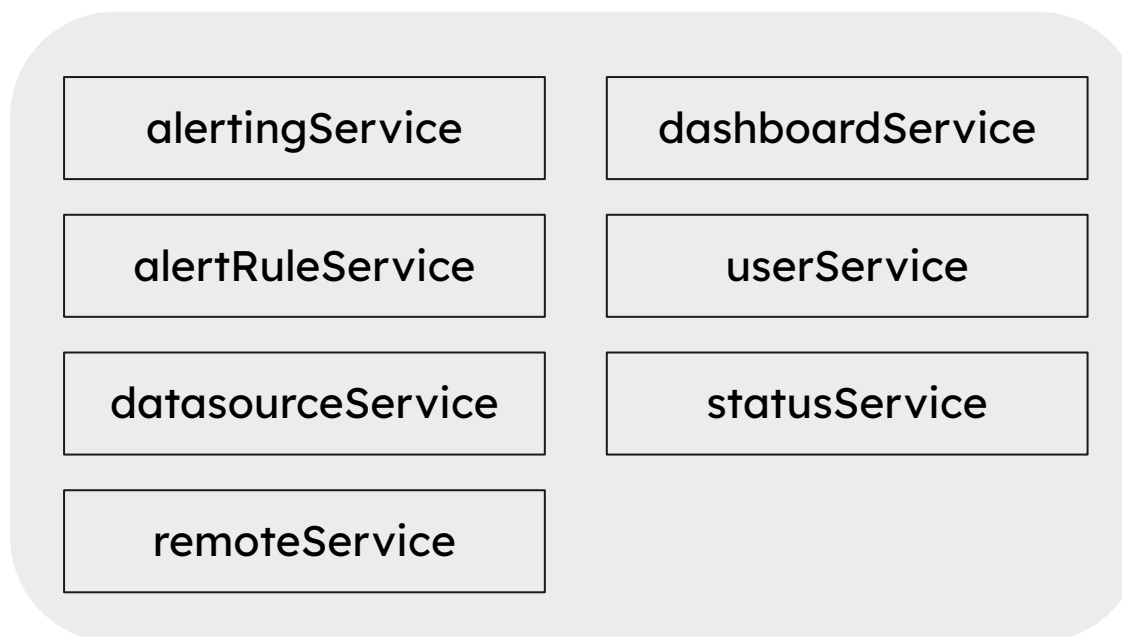 alertingService
dashboardService
alertRuleService
userService
datasourceService
statusService
remoteService